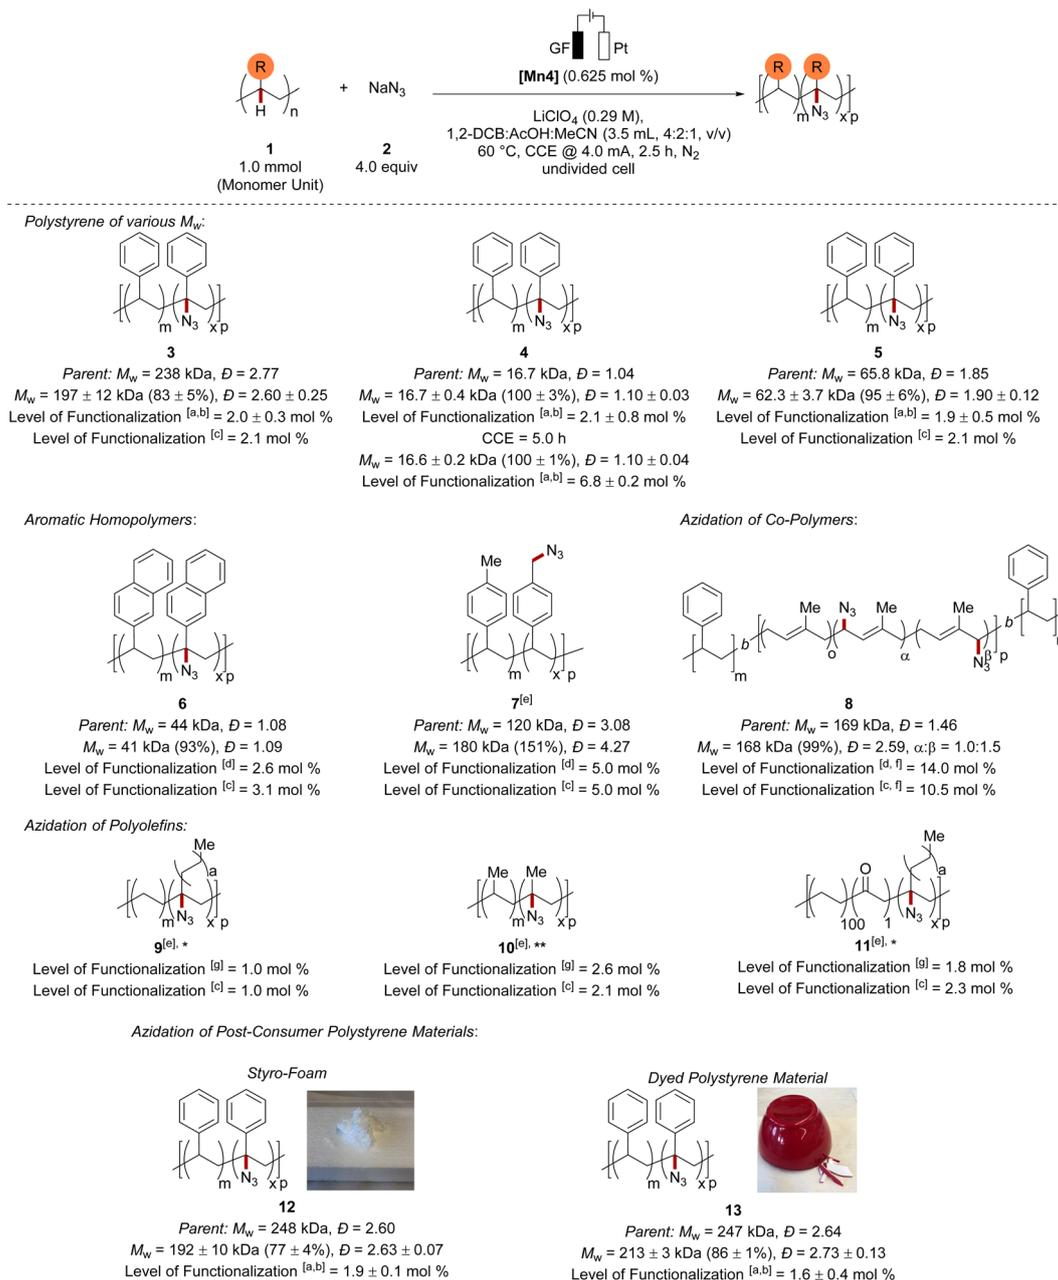 GF Pt
[Mn4] (0.625 mol %)
R
H
n
+ NaN3
LiClO4 (0.29 M),
1,2-DCB:AcOH:MeCN (3.5 mL, 4:2:1, v/v)
60 °C, CCE @ 4.0 mA, 2.5 h, N2
undivided cell
R R
m N3 x p
1 2
1.0 mmol 4.0 equiv
(Monomer Unit)
Polystyrene of various Mw:
m N3 x p
3
Parent: Mw = 238 kDa, Đ = 2.77
Mw = 197 ± 12 kDa (83 ± 5%), Đ = 2.60 ± 0.25
Level of Functionalization [a,b] = 2.0 ± 0.3 mol %
Level of Functionalization [c] = 2.1 mol %
m N3 x p
4
Parent: Mw = 16.7 kDa, Đ = 1.04
Mw = 16.7 ± 0.4 kDa (100 ± 3%), Đ = 1.10 ± 0.03
Level of Functionalization [a,b] = 2.1 ± 0.8 mol %
CCE = 5.0 h
Mw = 16.6 ± 0.2 kDa (100 ± 1%), Đ = 1.10 ± 0.04
Level of Functionalization [a,b] = 6.8 ± 0.2 mol %
m N3 x p
5
Parent: Mw = 65.8 kDa, Đ = 1.85
Mw = 62.3 ± 3.7 kDa (95 ± 6%), Đ = 1.90 ± 0.12
Level of Functionalization [a,b] = 1.9 ± 0.5 mol %
Level of Functionalization [c] = 2.1 mol %
Aromatic Homopolymers:
m N3 x p
6
Parent: Mw = 44 kDa, Đ = 1.08
Mw = 41 kDa (93%), Đ = 1.09
Level of Functionalization [d] = 2.6 mol %
Level of Functionalization [c] = 3.1 mol %
Me N3
m x p
7[e]
Parent: Mw = 120 kDa, Đ = 3.08
Mw = 180 kDa (151%), Đ = 4.27
Level of Functionalization [d] = 5.0 mol %
Level of Functionalization [c] = 5.0 mol %
Azidation of Co-Polymers:
Me N3 Me Me
m b o α N3 β p b
8
Parent: Mw = 169 kDa, Đ = 1.46
Mw = 168 kDa (99%), Đ = 2.59, α:β = 1.0:1.5
Level of Functionalization [d, f] = 14.0 mol %
Level of Functionalization [c, f] = 10.5 mol %
Azidation of Polyolefins:
Me
a
m N3 x p
9[e], *
Level of Functionalization [g] = 1.0 mol %
Level of Functionalization [c] = 1.0 mol %
Me Me
m N3 x p
10[e], **
Level of Functionalization [g] = 2.6 mol %
Level of Functionalization [c] = 2.1 mol %
Me
O a
100 1 N3 x p
11[e], *
Level of Functionalization [g] = 1.8 mol %
Level of Functionalization [c] = 2.3 mol %
Azidation of Post-Consumer Polystyrene Materials:
Styro-Foam
m N3 x p
12
Parent: Mw = 248 kDa, Đ = 2.60
Mw = 192 ± 10 kDa (77 ± 4%), Đ = 2.63 ± 0.07
Level of Functionalization [a,b] = 1.9 ± 0.1 mol %
Dyed Polystyrene Material
m N3 x p
13
Parent: Mw = 247 kDa, Đ = 2.64
Mw = 213 ± 3 kDa (86 ± 1%), Đ = 2.73 ± 0.13
Level of Functionalization [a,b] = 1.6 ± 0.4 mol %